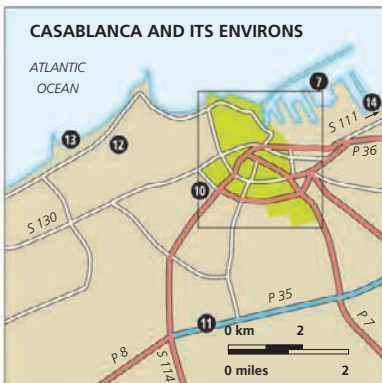 CASABLANCA AND ITS ENVIRONS
ATLANTIC
OCEAN
7
14
S 111
13
12
P 36
10
S 130
P 35
11
0 km 2
P 7
P 8
S 114
0 miles 2